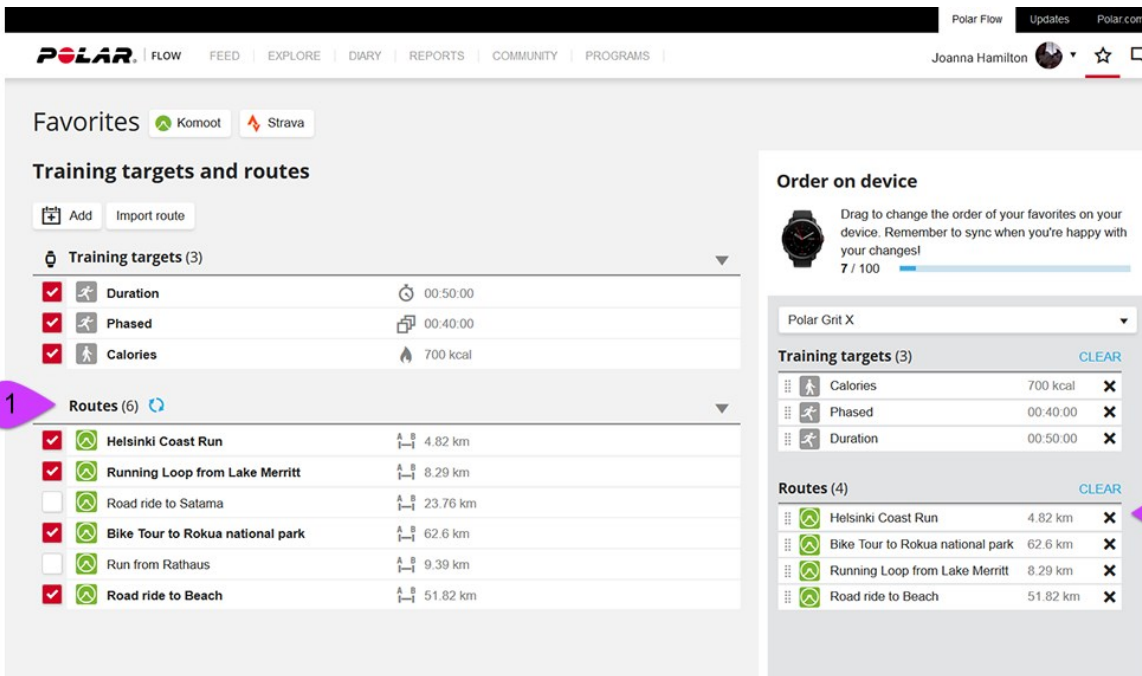 Polar Flow Updates Polar.com
POLAR. FLOW FEED EXPLORE DIARY REPORTS COMMUNITY PROGRAMS Joanna Hamilton
Favorites Komoot Strava
Training targets and routes
Add Import route
Training targets (3)
Duration 00:50:00
Phased 00:40:00
Calories 700 kcal
1
Routes (6)
Helsinki Coast Run A B 4.82 km
Running Loop from Lake Merritt A B 8.29 km
Road ride to Satama A B 23.76 km
Bike Tour to Rokua national park A B 62.6 km
Run from Rathaus A B 9.39 km
Road ride to Beach A B 51.82 km
Order on device
Drag to change the order of your favorites on your
device. Remember to sync when you're happy with
your changes!
7 / 100
Polar Grit X
Training targets (3) CLEAR
Calories 700 kcal
Phased 00:40:00
Duration 00:50:00
Routes (4) CLEAR
Helsinki Coast Run 4.82 km
Bike Tour to Rokua national park 62.6 km
Running Loop from Lake Merritt 8.29 km
Road ride to Beach 51.82 km